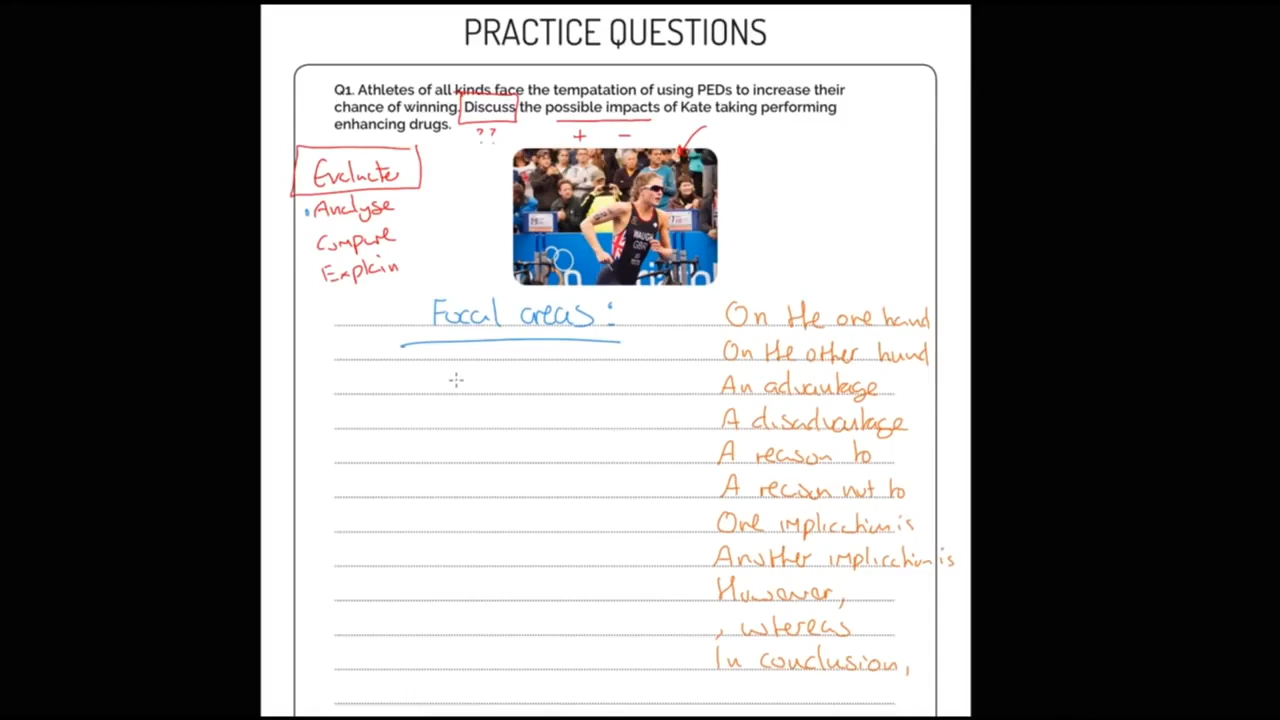 PRACTICE QUESTIONS
Q1. Athletes of all kinds face the tempatation of using PEDs to increase their
chance of winning. Discuss the possible impacts of Kate taking performing
enhancing drugs.
? ?
+ -
Evaluate
Analyse
Compare
Explain
WAUGH
GBR
Focal areas:
On the one hand
On the other hand
An advantage
A disadvantage
A reason to
A reason not to
One implication is
Another implication is
However,
, whereas
In conclusion,